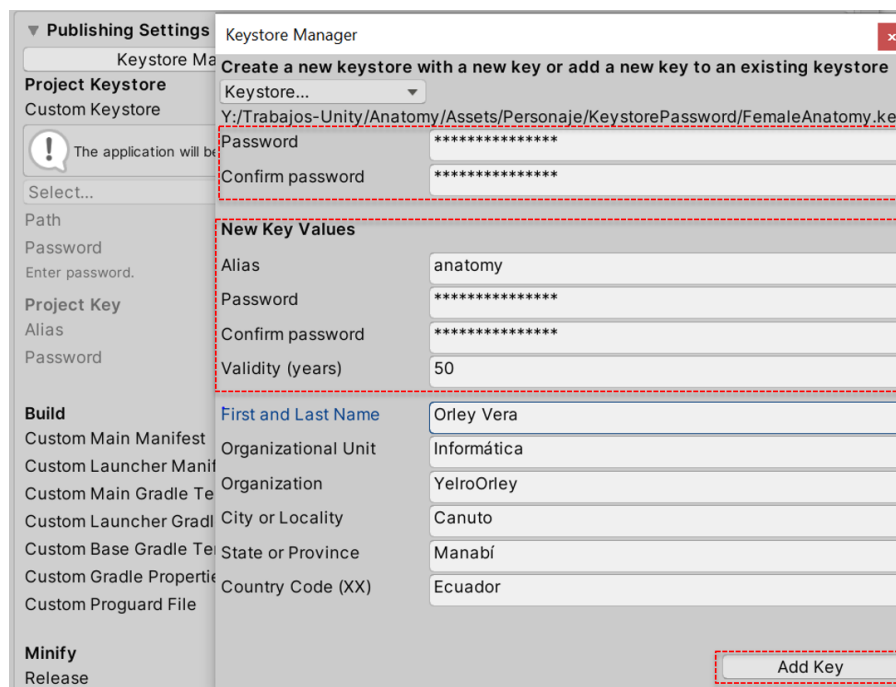 Publishing Settings
Keystore Ma
Project Keystore
Custom Keystore
The application will be
Select...
Path
Password
Enter password.
Project Key
Alias
Password
Build
Custom Main Manifest
Custom Launcher Manif
Custom Main Gradle Te
Custom Launcher Gradl
Custom Base Gradle Te
Custom Gradle Properti
Custom Proguard File
Minify
Release
Keystore Manager
Create a new keystore with a new key or add a new key to an existing keystore
Keystore...
Y:/Trabajos-Unity/Anatomy/Assets/Personaje/KeystorePassword/FemaleAnatomy.ke
Password ***************
Confirm password ***************
New Key Values
Alias anatomy
Password ***************
Confirm password ***************
Validity (years) 50
First and Last Name Orley Vera
Organizational Unit Informática
Organization YelroOrley
City or Locality Canuto
State or Province Manabí
Country Code (XX) Ecuador
Add Key